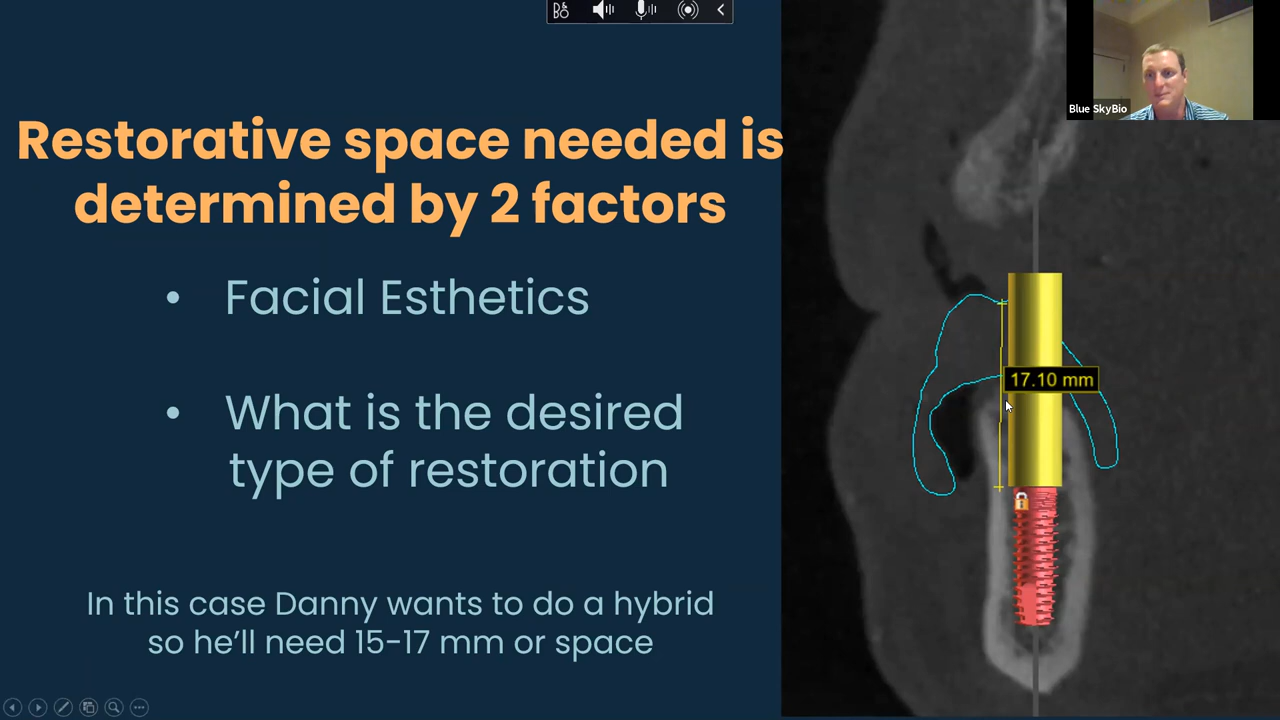 Restorative space needed is
determined by 2 factors
• Facial Esthetics
• What is the desired
type of restoration
In this case Danny wants to do a hybrid
so he’ll need 15-17 mm or space
17.10 mm
Blue SkyBio